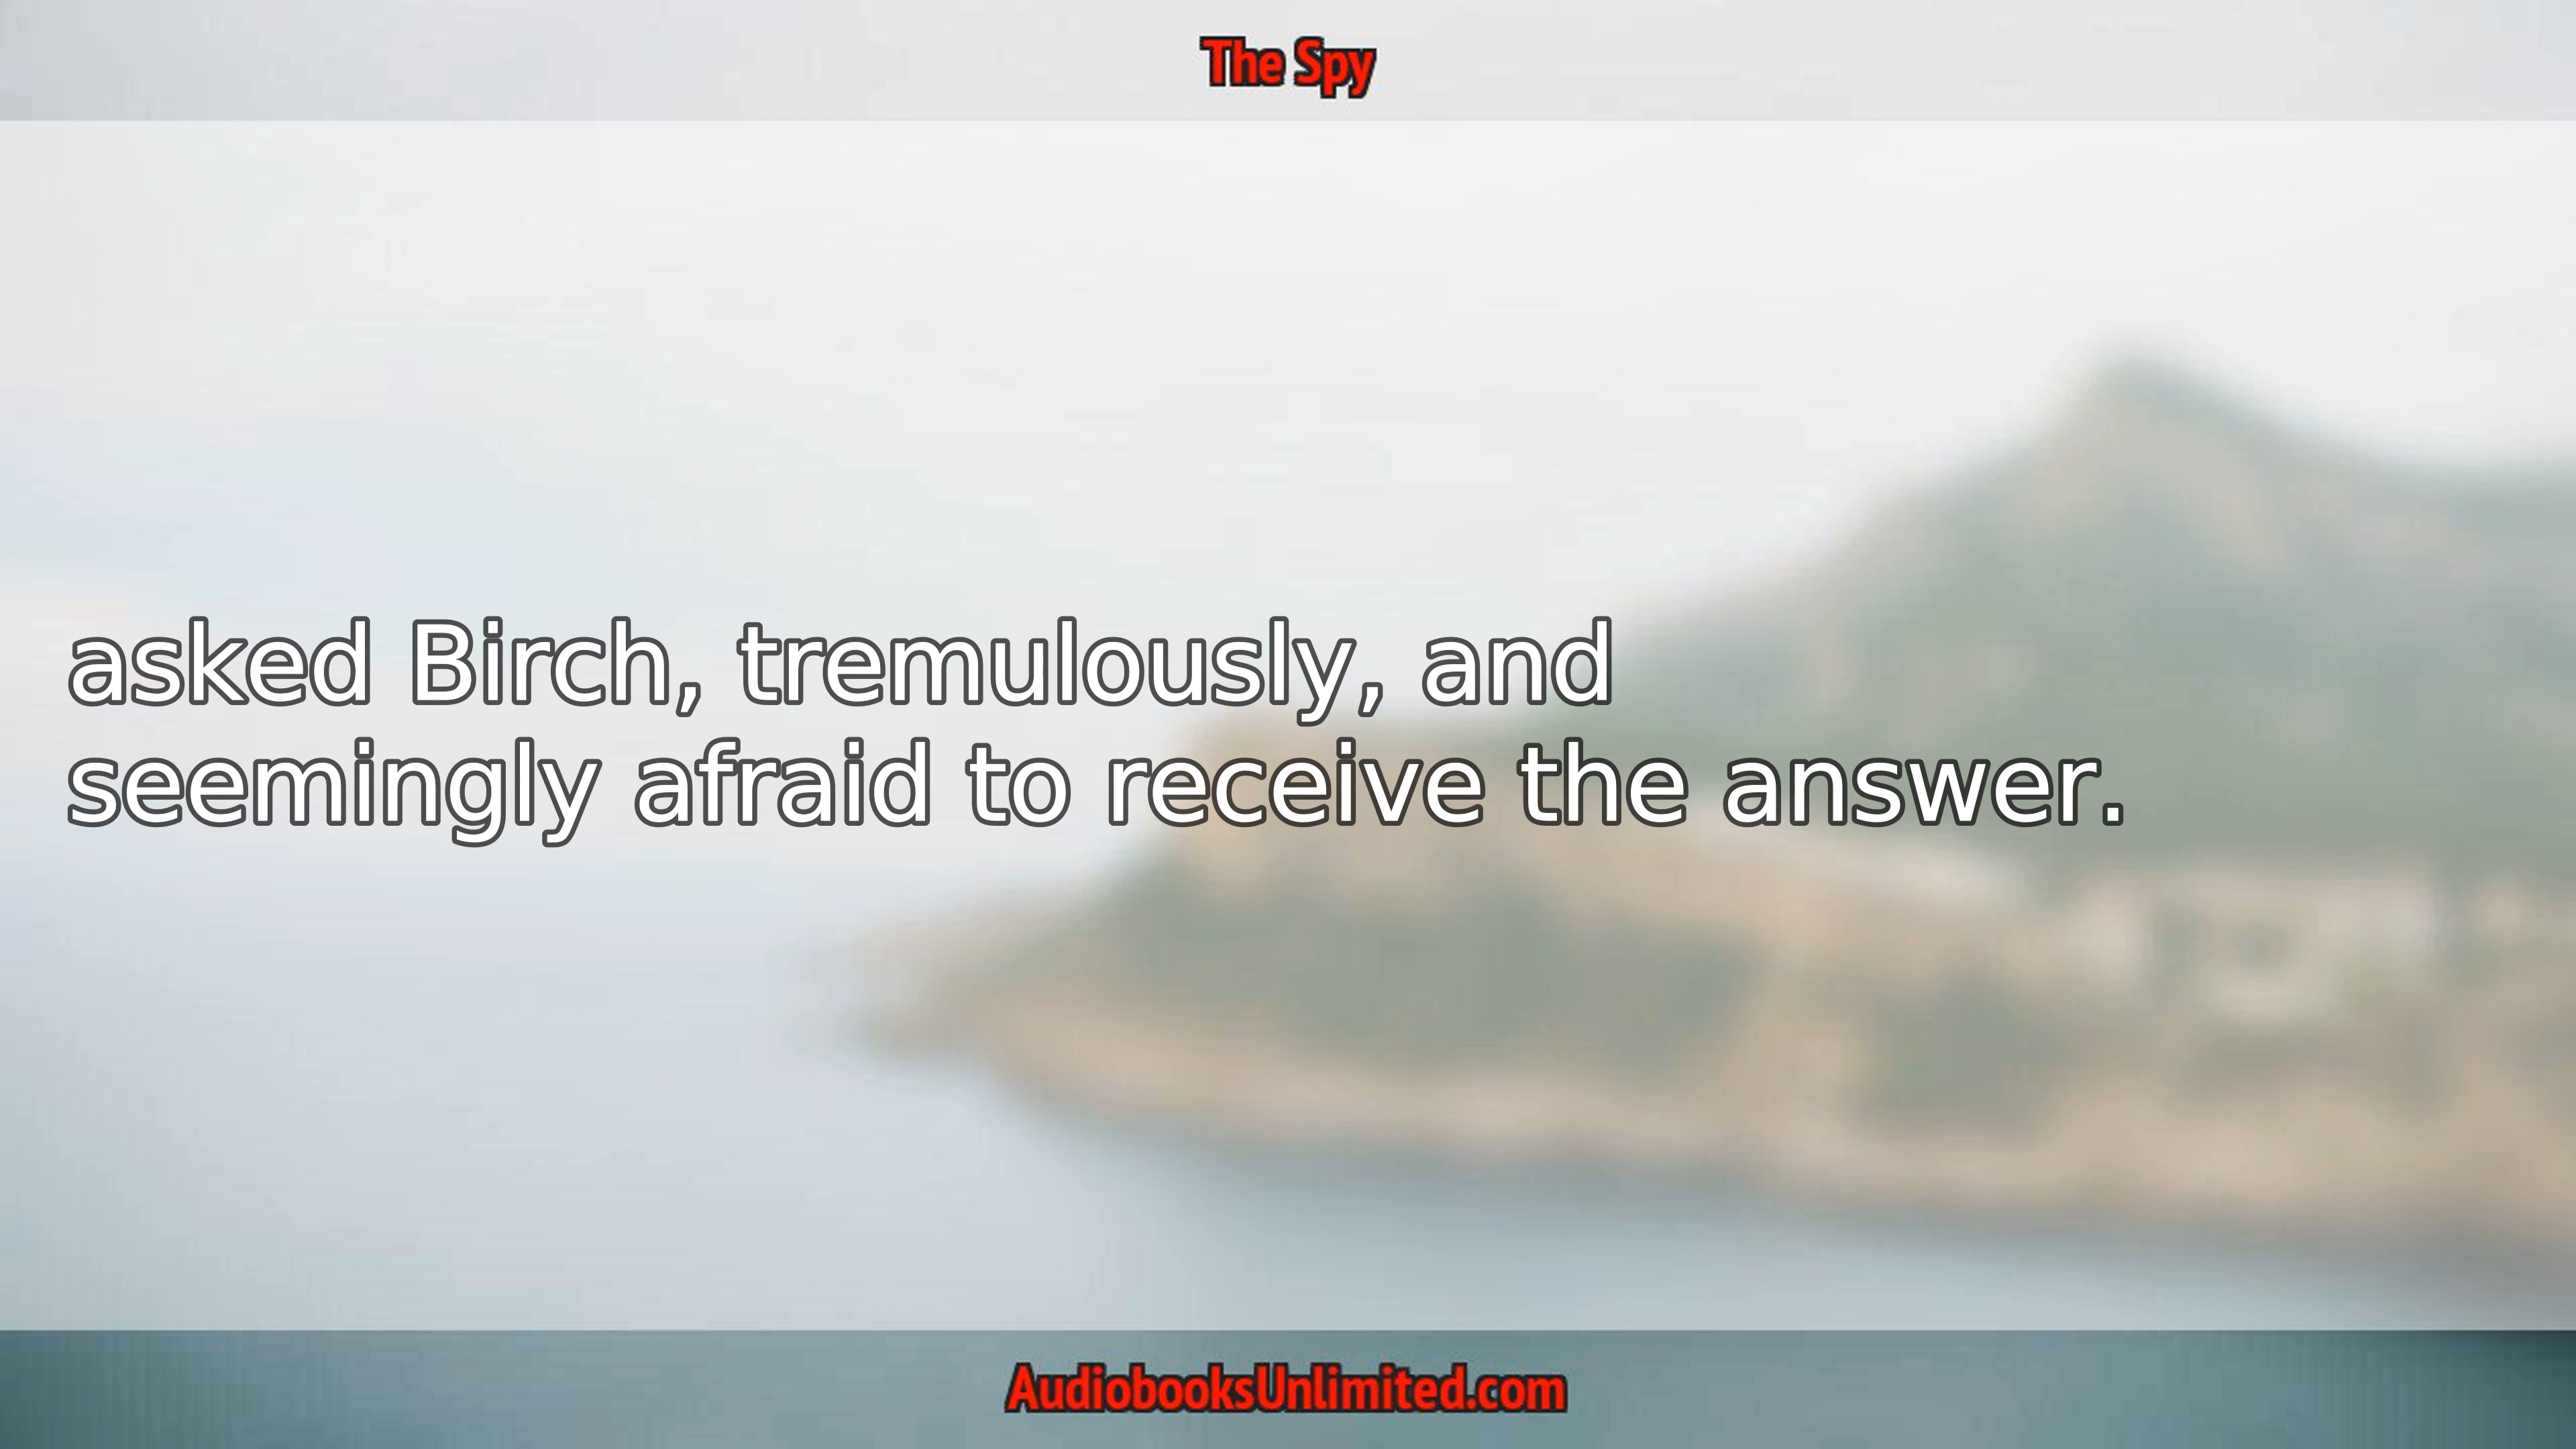 The Spy
asked Birch, tremulously, and
seemingly afraid to receive the answer.
AudiobooksUnlimited.com